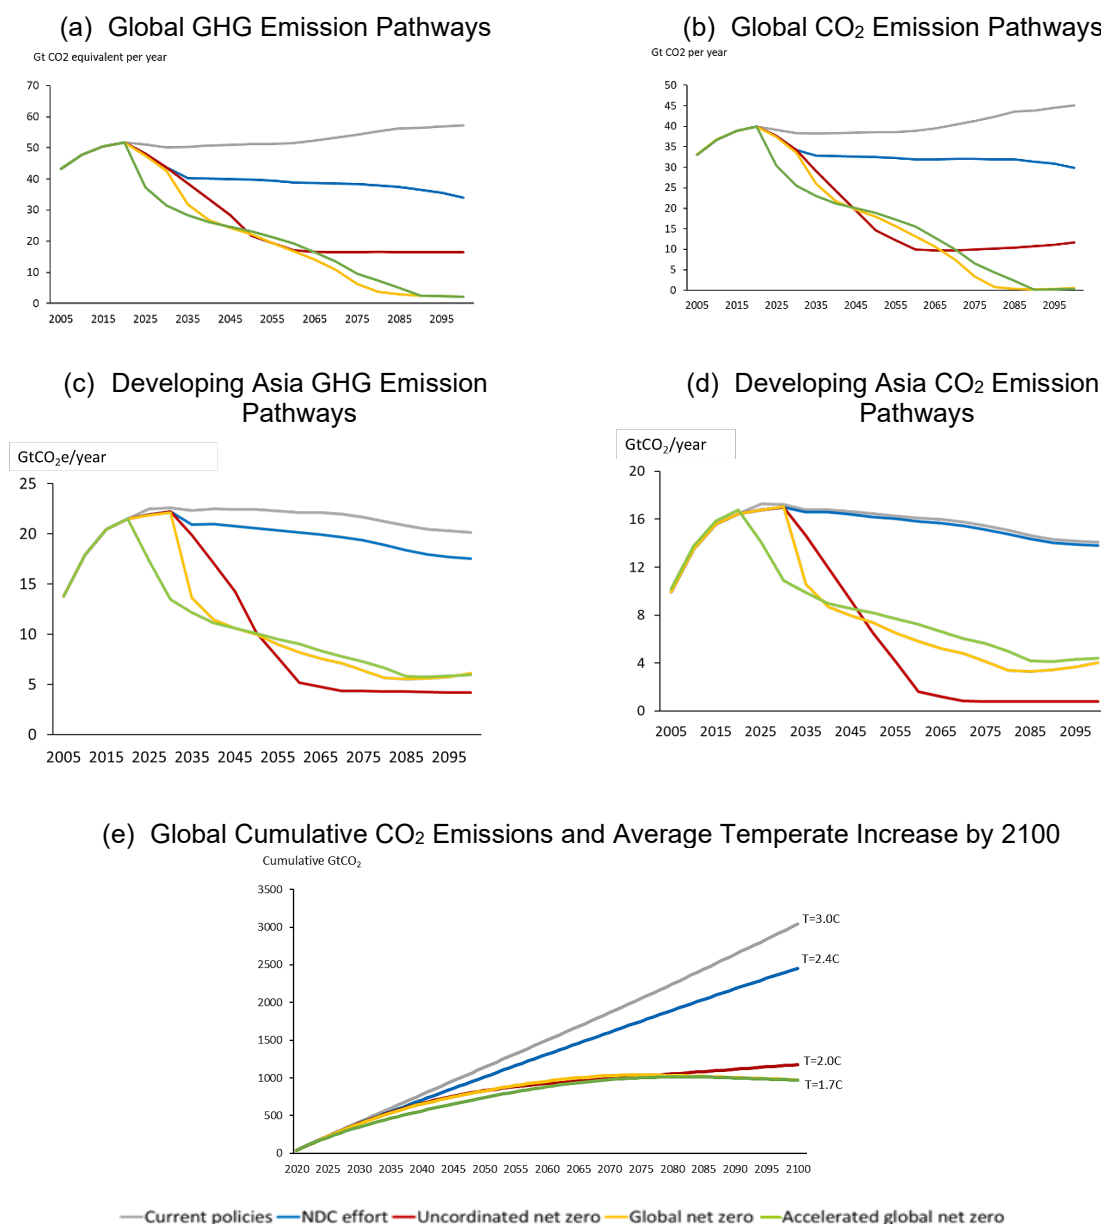 (a) Global GHG Emission Pathways
Gt CO2 equivalent per year
70
60
50
40
30
20
10
0
2005 2015 2025 2035 2045 2055 2065 2075 2085 2095
(b) Global CO₂ Emission Pathways
Gt CO2 per year
50
45
40
35
30
25
20
15
10
5
0
2005 2015 2025 2035 2045 2055 2065 2075 2085 2095
(c) Developing Asia GHG Emission
Pathways
GtCO₂e/year
25
20
15
10
5
0
2005 2015 2025 2035 2045 2055 2065 2075 2085 2095
(d) Developing Asia CO₂ Emission
Pathways
GtCO₂/year
20
16
12
8
4
0
2005 2015 2025 2035 2045 2055 2065 2075 2085 2095
(e) Global Cumulative CO₂ Emissions and Average Temperate Increase by 2100
Cumulative GtCO₂
3500
3000
2500
2000
1500
1000
500
0
T=3.0C
T=2.4C
T=2.0C
T=1.7C
2020 2025 2030 2035 2040 2045 2050 2055 2060 2065 2070 2075 2080 2085 2090 2095 2100
Current policies NDC effort Uncordinated net zero Global net zero Accelerated global net zero